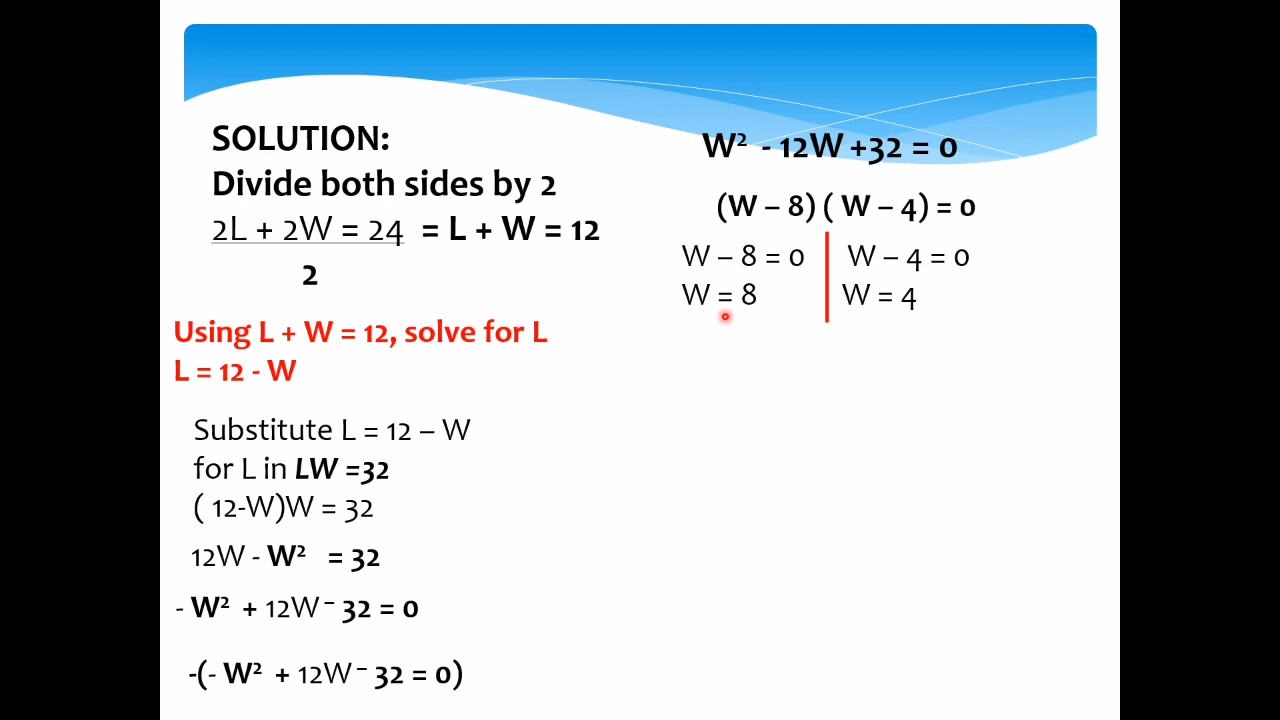 SOLUTION:
Divide both sides by 2
2L + 2W = 24 = L + W = 12
2
Using L + W = 12, solve for L
L = 12 - W
Substitute L = 12 – W
for L in LW =32
( 12-W)W = 32
12W - W² = 32
- W² + 12W – 32 = 0
-(- W² + 12W – 32 = 0)
W² - 12W +32 = 0
(W – 8) ( W – 4) = 0
W – 8 = 0 W – 4 = 0
W = 8 W = 4